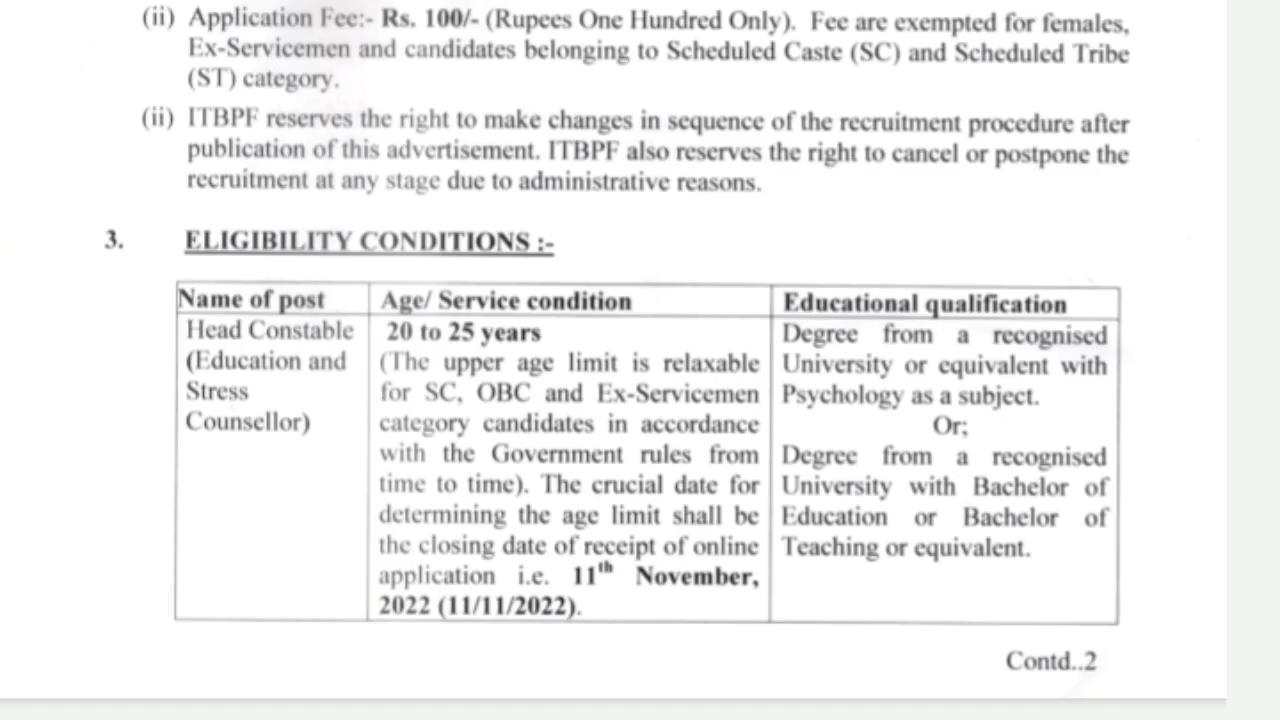 (ii) Application Fee:- Rs. 100/- (Rupees One Hundred Only). Fee are exempted for females,
Ex-Servicemen and candidates belonging to Scheduled Caste (SC) and Scheduled Tribe
(ST) category.
(ii) ITBPF reserves the right to make changes in sequence of the recruitment procedure after
publication of this advertisement. ITBPF also reserves the right to cancel or postpone the
recruitment at any stage due to administrative reasons.
3. ELIGIBILITY CONDITIONS :-
Name of post
Age/ Service condition
Educational qualification
Head Constable
(Education and
Stress
Counsellor)
20 to 25 years
(The upper age limit is relaxable
for SC, OBC and Ex-Servicemen
category candidates in accordance
with the Government rules from
time to time). The crucial date for
determining the age limit shall be
the closing date of receipt of online
application i.e. 11th November,
2022 (11/11/2022).
Degree from a recognised
University or equivalent with
Psychology as a subject.
Or;
Degree from a recognised
University with Bachelor of
Education or Bachelor of
Teaching or equivalent.
Contd..2